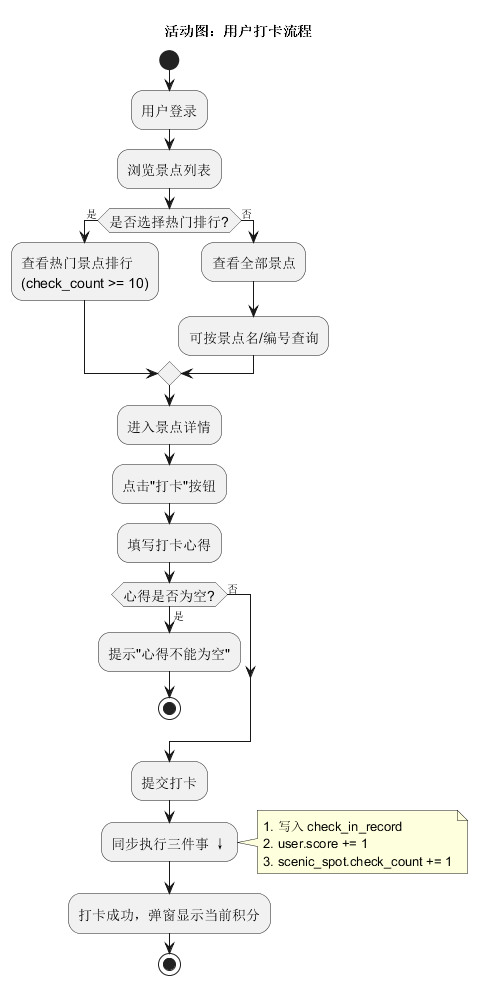 活动图：用户打卡流程
用户登录
浏览景点列表
是否选择热门排行?
是
否
查看热门景点排行
(check_count >= 10)
查看全部景点
可按景点名/编号查询
进入景点详情
点击"打卡"按钮
填写打卡心得
心得是否为空?
否
是
提示"心得不能为空"
提交打卡
同步执行三件事 ↓
1. 写入 check_in_record
2. user.score += 1
3. scenic_spot.check_count += 1
打卡成功，弹窗显示当前积分